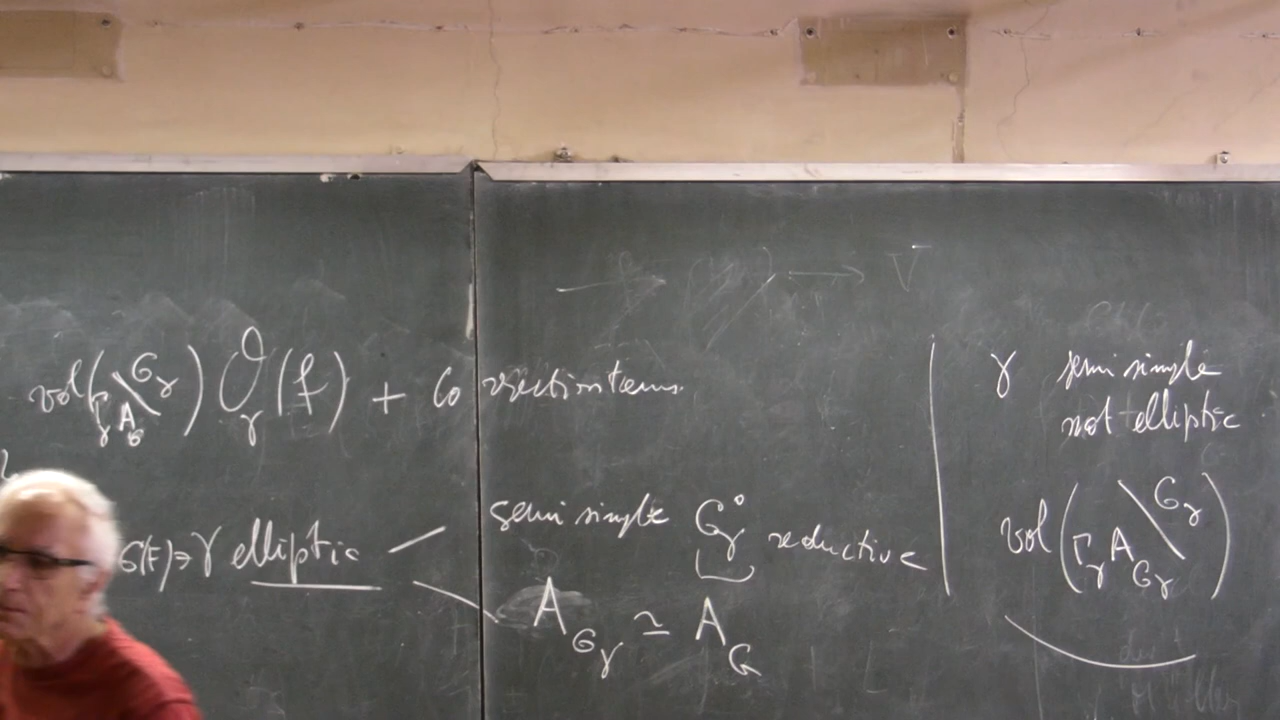 vol(Γ_γ A_G \ G_γ) O_γ(f) + Correction terms
G(F) ∋ γ elliptic
semi simple G_γ° reductive
A_{G_γ} ≃ A_G
γ semi simple
not elliptic
vol(Γ_γ A_{G_γ} \ G_γ)
→ V